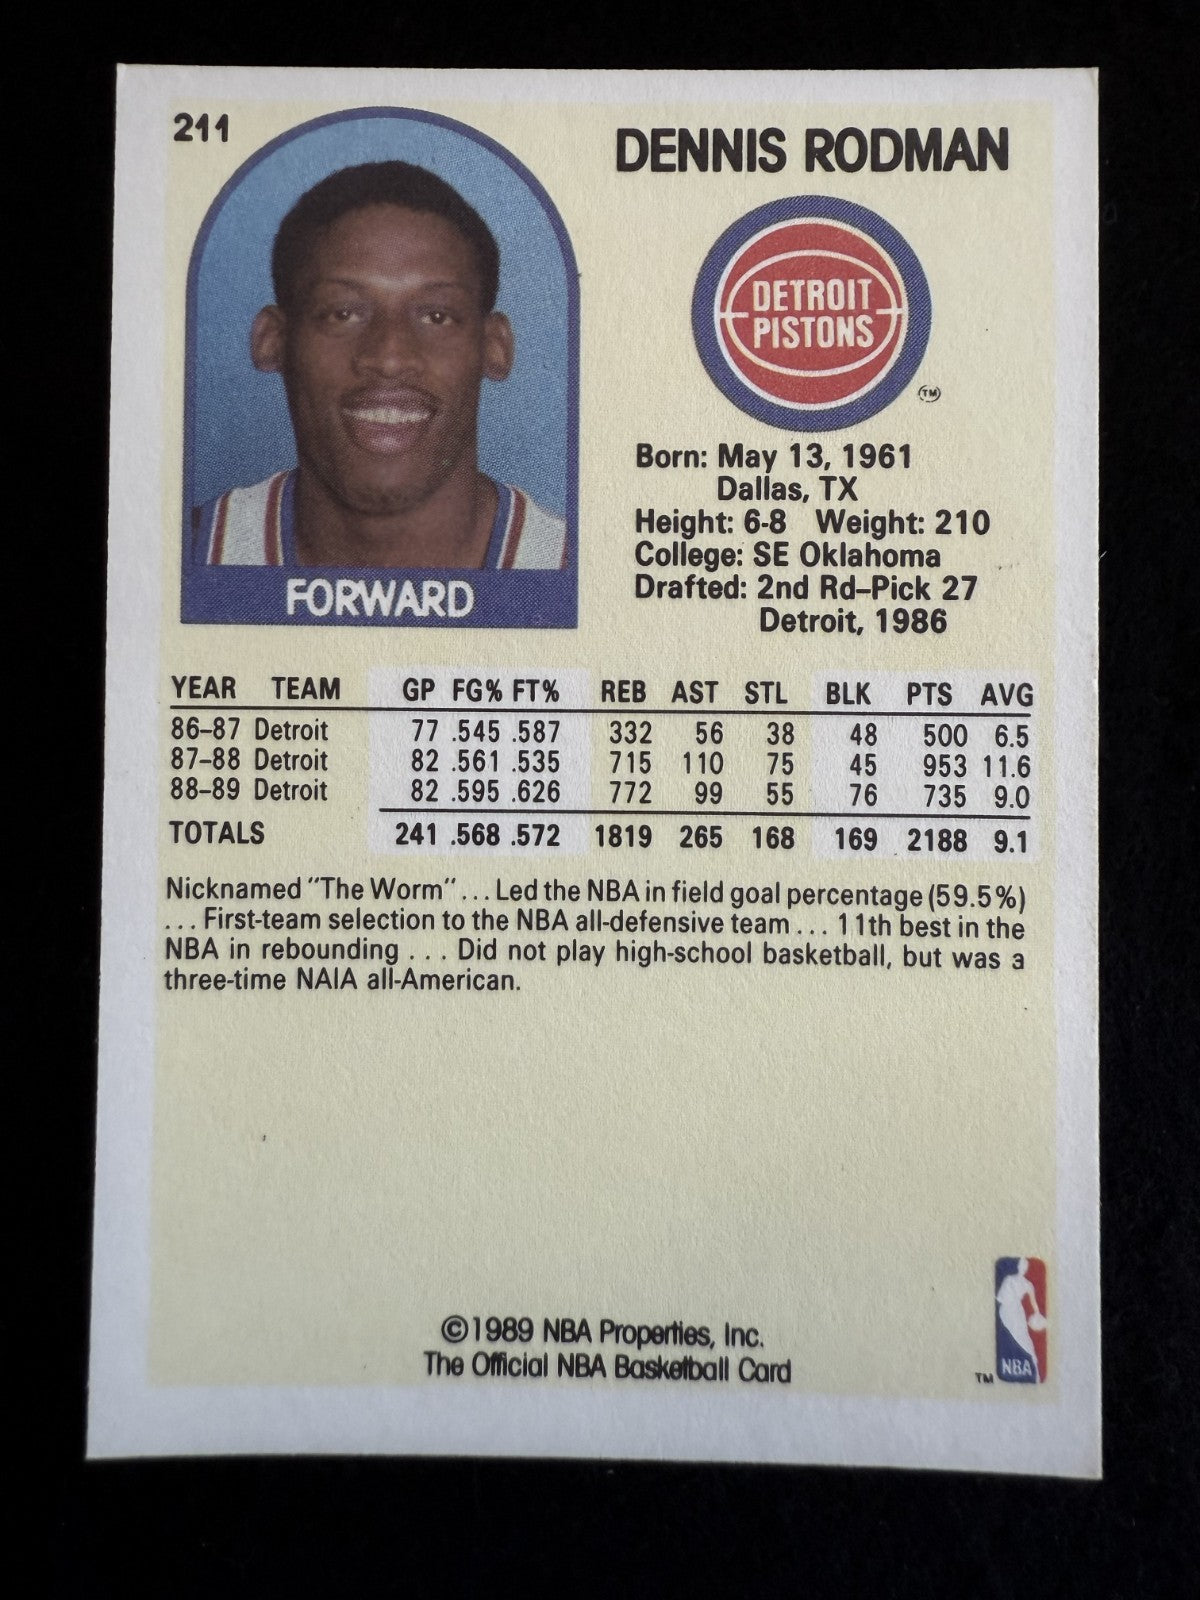 211
DENNIS RODMAN
DETROIT
PISTONS
TM
Born: May 13, 1961
Dallas, TX
Height: 6-8 Weight: 210
College: SE Oklahoma
Drafted: 2nd Rd–Pick 27
Detroit, 1986
FORWARD
YEAR TEAM GP FG% FT% REB AST STL BLK PTS AVG
86–87 Detroit 77 .545 .587 332 56 38 48 500 6.5
87–88 Detroit 82 .561 .535 715 110 75 45 953 11.6
88–89 Detroit 82 .595 .626 772 99 55 76 735 9.0
TOTALS 241 .568 .572 1819 265 168 169 2188 9.1
Nicknamed "The Worm" . . . Led the NBA in field goal percentage (59.5%)
. . . First-team selection to the NBA all-defensive team . . . 11th best in the
NBA in rebounding . . . Did not play high-school basketball, but was a
three-time NAIA all-American.
©1989 NBA Properties, Inc.
The Official NBA Basketball Card
TM NBA